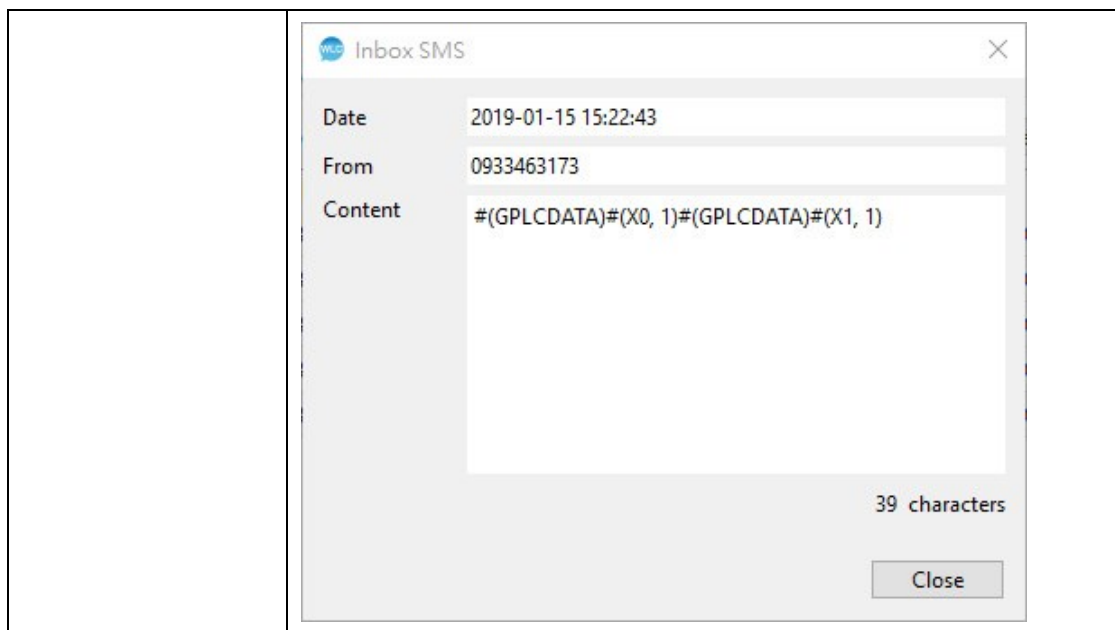 WLC Inbox SMS
Date 2019-01-15 15:22:43
From 0933463173
Content #(GPLCDATA)#(X0, 1)#(GPLCDATA)#(X1, 1)
39 characters
Close